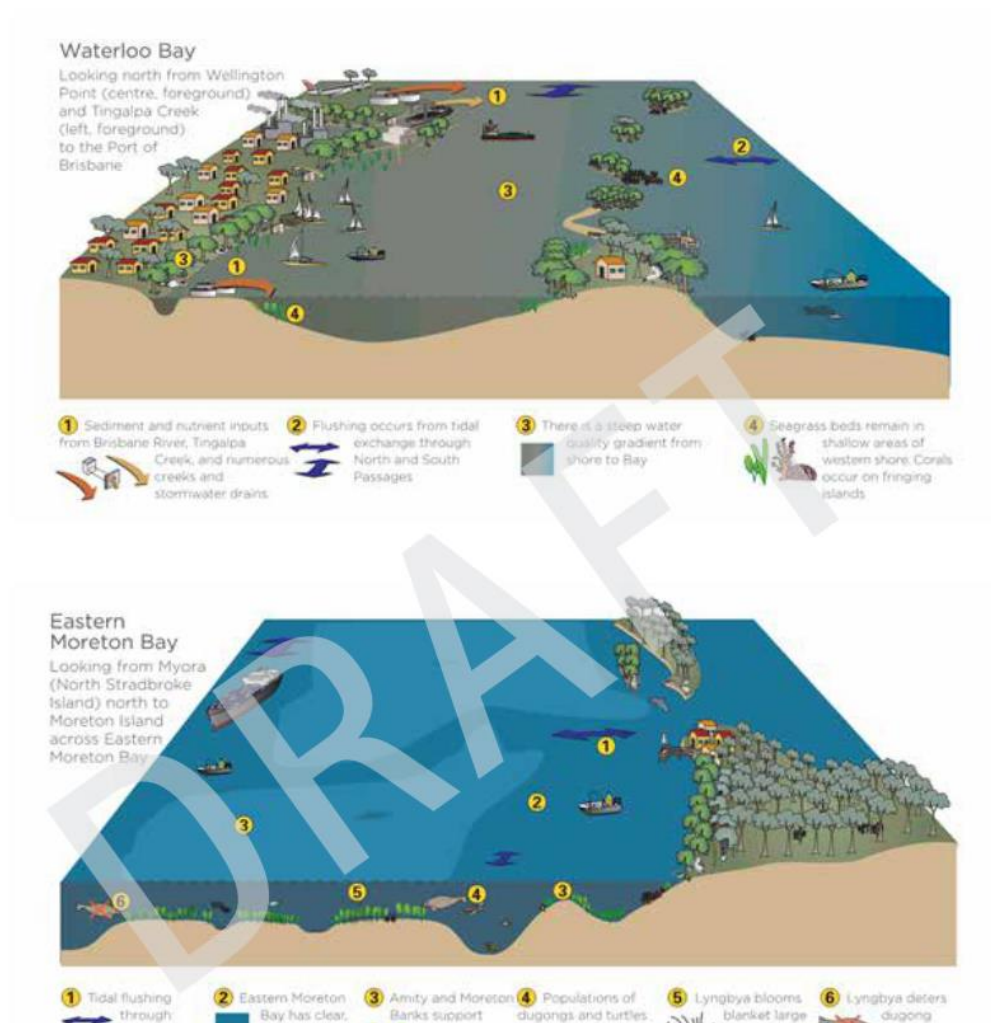 Waterloo Bay
Looking north from Wellington
Point (centre, foreground)
and Tingalpa Creek
(left, foreground)
to the Port of
Brisbane
1
2
3
4
3
1
4
1 Sediment and nutrient inputs
from Brisbane River, Tingalpa
Creek, and numerous
creeks and
stormwater drains
2 Flushing occurs from tidal
exchange through
North and South
Passages
3 There is a steep water
quality gradient from
shore to Bay
4 Seagrass beds remain in
shallow areas of
western shore. Corals
occur on fringing
islands
DRAFT
Eastern
Moreton Bay
Looking from Myora
(North Stradbroke
Island) north to
Moreton Island
across Eastern
Moreton Bay
1
2
3
6
5
4
3
1 Tidal flushing
through
2 Eastern Moreton
Bay has clear,
3 Amity and Moreton
Banks support
4 Populations of
dugongs and turtles
5 Lyngbya blooms
blanket large
6 Lyngbya deters
dugong